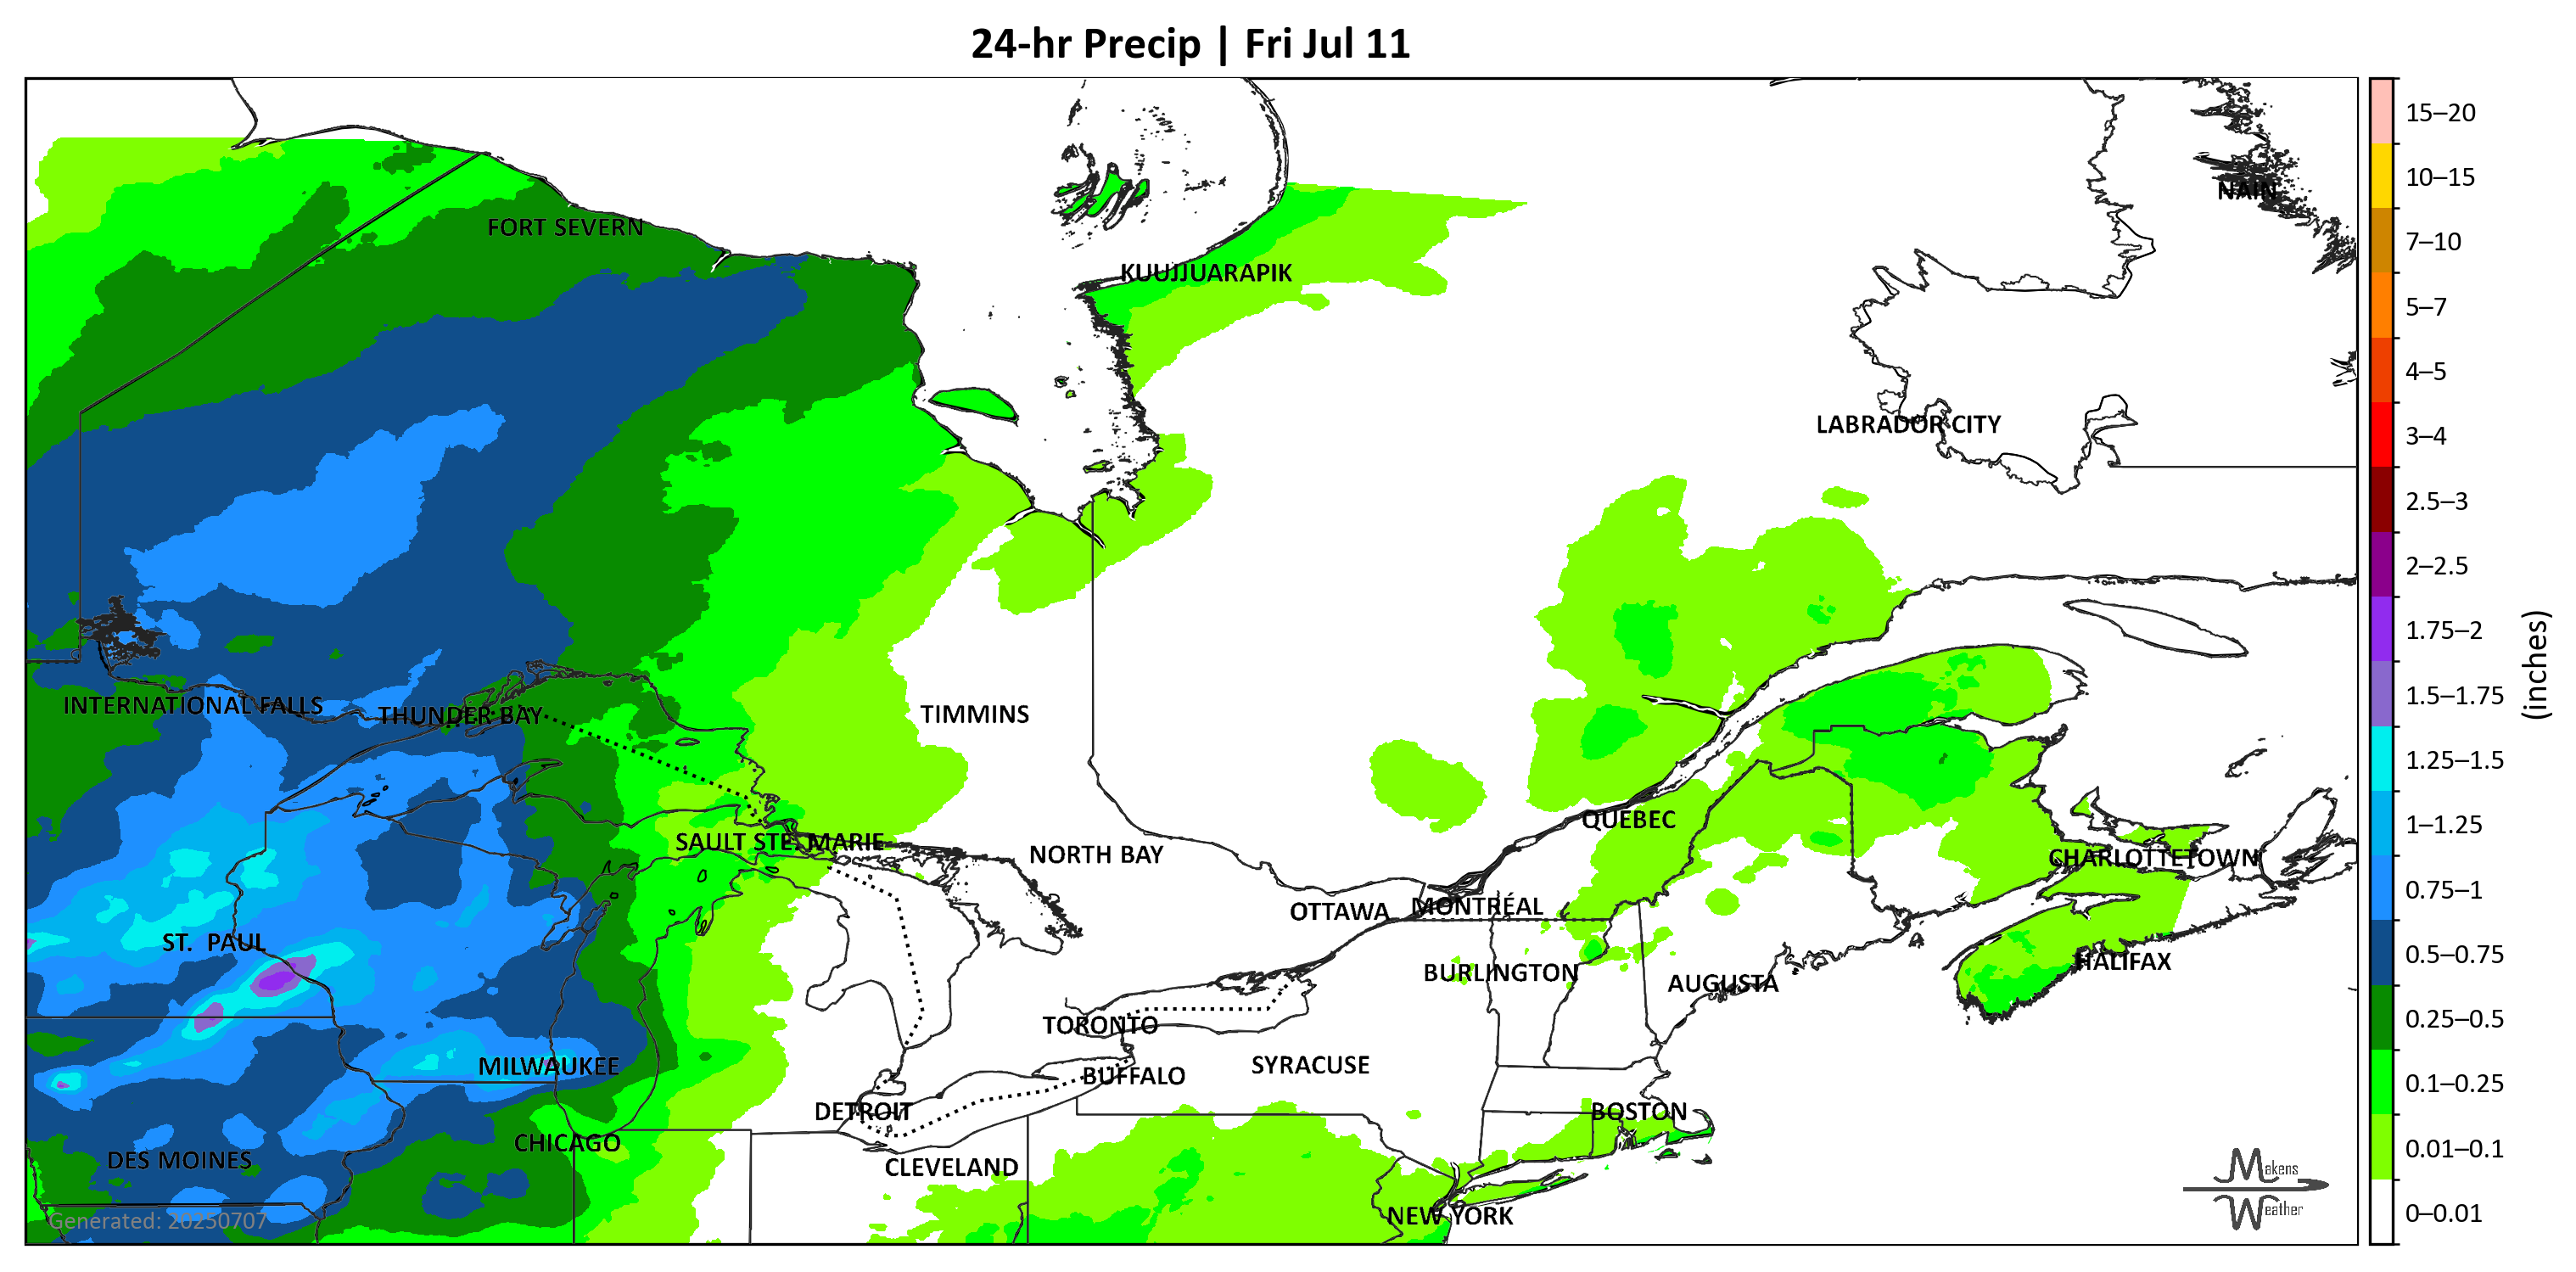 24-hr Precip | Fri Jul 11
15–20
10–15
NAIN
7–10
FORT SEVERN
KUUJJUARAPIK
5–7
4–5
LABRADOR CITY
3–4
2.5–3
2–2.5
1.75–2
(inches)
INTERNATIONAL FALLS
THUNDER BAY
TIMMINS
1.5–1.75
1.25–1.5
QUEBEC
1–1.25
SAULT STE. MARIE
NORTH BAY
CHARLOTTETOWN
0.75–1
OTTAWA
MONTRÉAL
ST. PAUL
0.5–0.75
BURLINGTON
AUGUSTA
HALIFAX
TORONTO
0.25–0.5
MILWAUKEE
BUFFALO
SYRACUSE
0.1–0.25
DETROIT
BOSTON
CHICAGO
0.01–0.1
DES MOINES
CLEVELAND
Makens
Weather
NEW YORK
0–0.01
Generated: 20250707